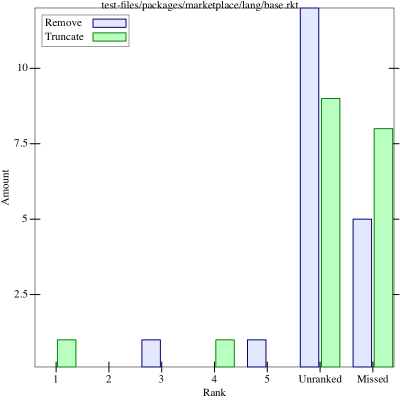 test-files/packages/marketplace/lang/base.rkt
Remove
Truncate
10
7.5
5
2.5
Amount
1 2 3 4 5 Unranked Missed
Rank